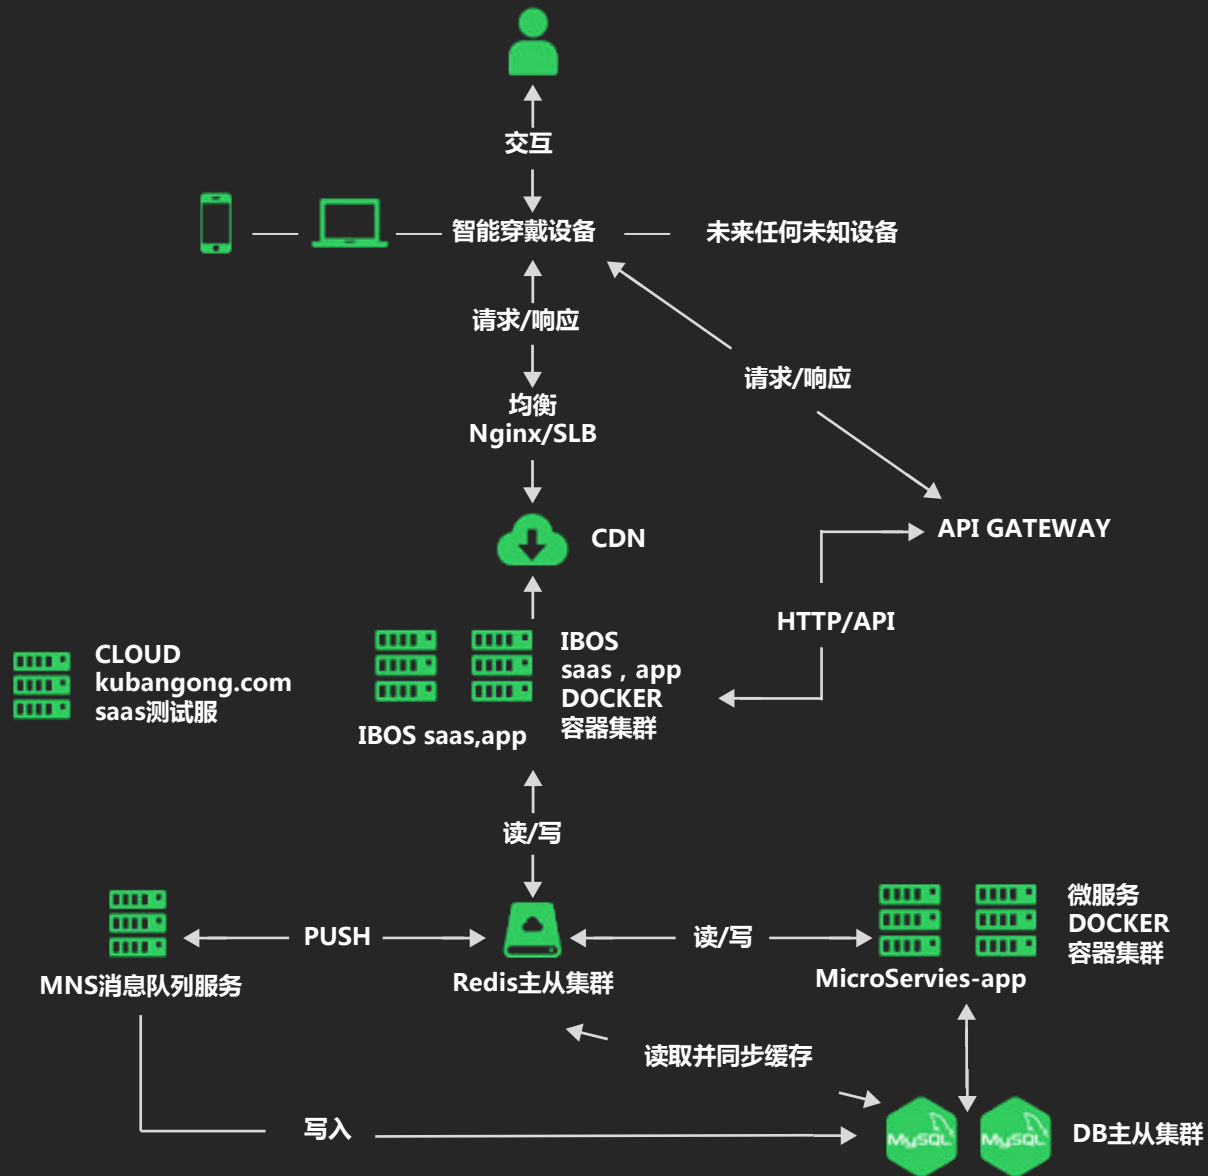 交互
智能穿戴设备
未来任何未知设备
请求/响应
请求/响应
均衡
Nginx/SLB
CDN
API GATEWAY
HTTP/API
CLOUD
kubangong.com
saas测试服
IBOS
saas，app
DOCKER
容器集群
IBOS saas,app
读/写
PUSH
读/写
微服务
DOCKER
容器集群
MNS消息队列服务
Redis主从集群
MicroServies-app
读取并同步缓存
写入
MySQL
MySQL
DB主从集群